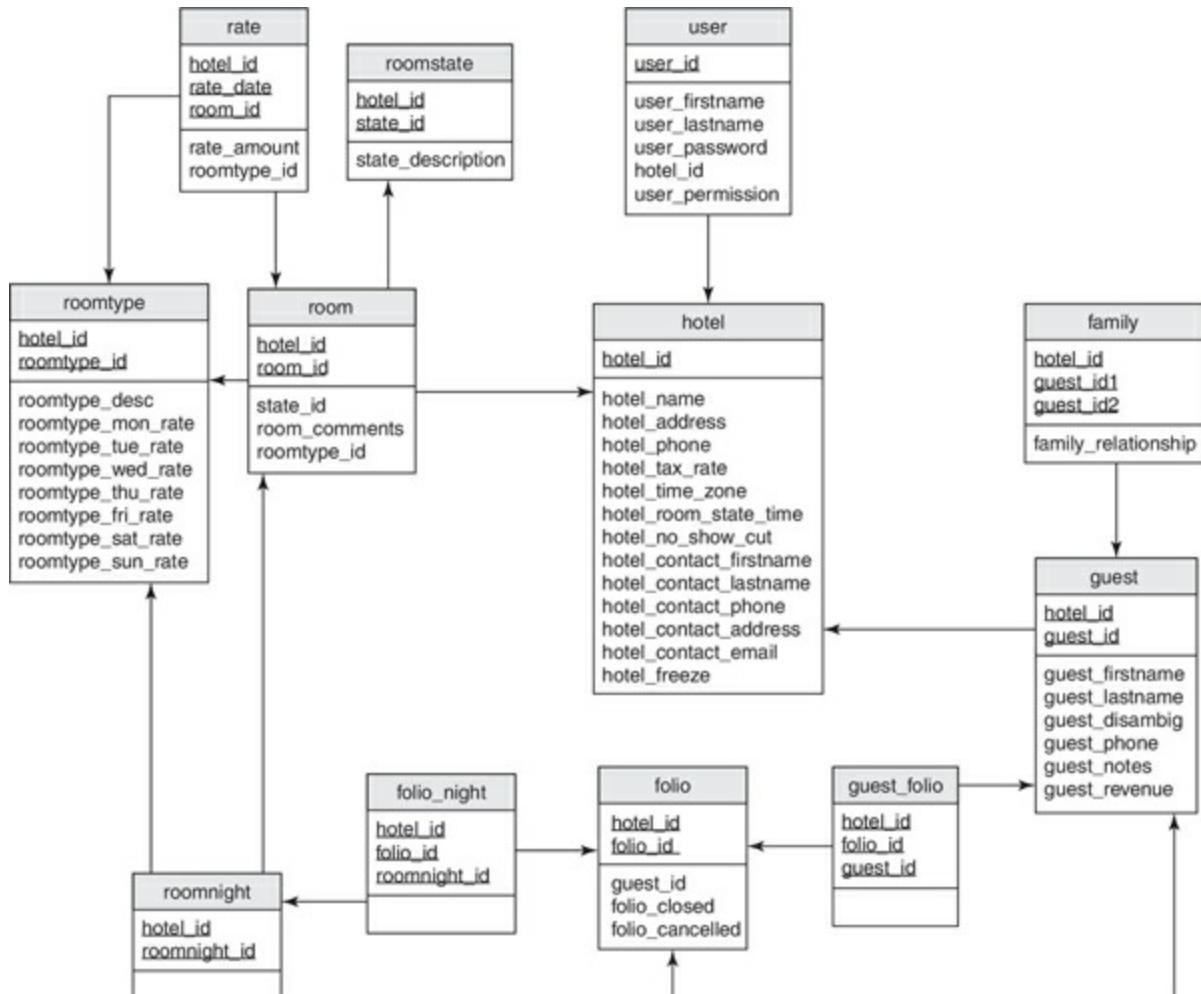 rate
hotel_id
rate_date
room_id
rate_amount
roomtype_id
roomstate
hotel_id
state_id
state_description
user
user_id
user_firstname
user_lastname
user_password
hotel_id
user_permission
roomtype
hotel_id
roomtype_id
roomtype_desc
roomtype_mon_rate
roomtype_tue_rate
roomtype_wed_rate
roomtype_thu_rate
roomtype_fri_rate
roomtype_sat_rate
roomtype_sun_rate
room
hotel_id
room_id
state_id
room_comments
roomtype_id
hotel
hotel_id
hotel_name
hotel_address
hotel_phone
hotel_tax_rate
hotel_time_zone
hotel_room_state_time
hotel_no_show_cut
hotel_contact_firstname
hotel_contact_lastname
hotel_contact_phone
hotel_contact_address
hotel_contact_email
hotel_freeze
family
hotel_id
guest_id1
guest_id2
family_relationship
guest
hotel_id
guest_id
guest_firstname
guest_lastname
guest_disambig
guest_phone
guest_notes
guest_revenue
folio_night
hotel_id
folio_id
roomnight_id
folio
hotel_id
folio_id
guest_id
folio_closed
folio_cancelled
guest_folio
hotel_id
folio_id
guest_id
roomnight
hotel_id
roomnight_id